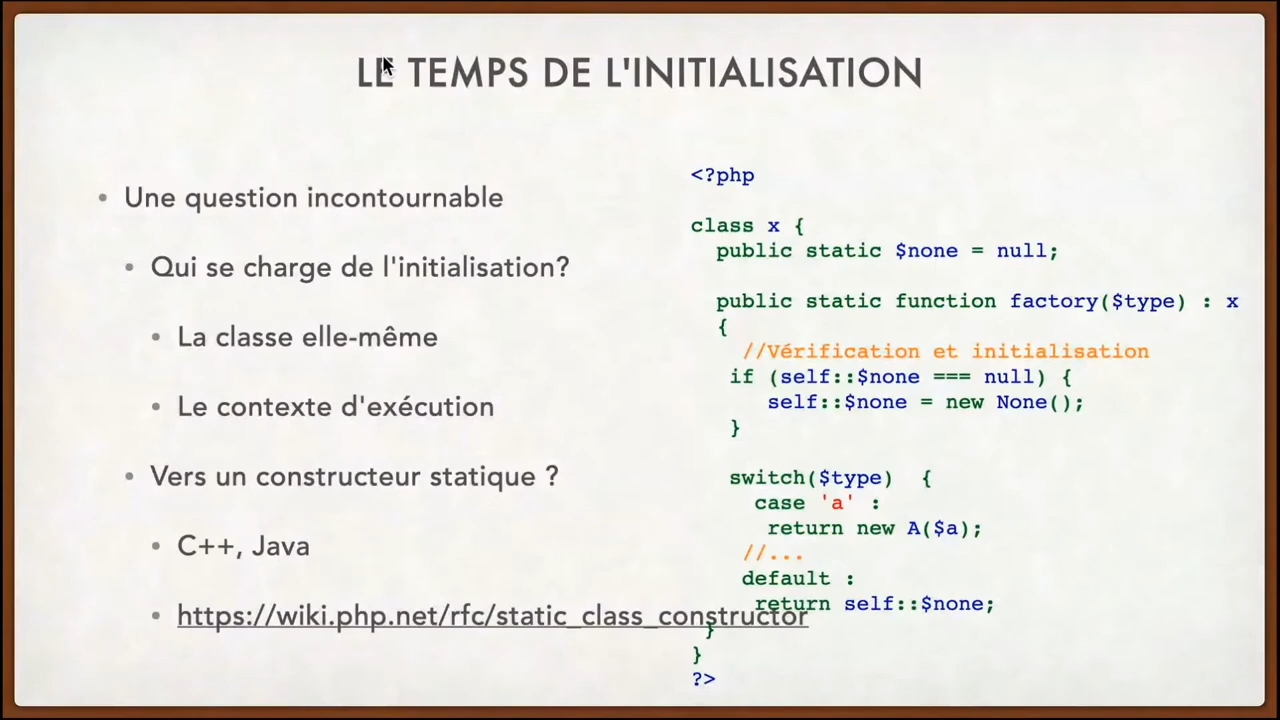 LE TEMPS DE L'INITIALISATION
• Une question incontournable
• Qui se charge de l'initialisation?
• La classe elle-même
• Le contexte d'exécution
• Vers un constructeur statique ?
• C++, Java
• https://wiki.php.net/rfc/static_class_constructor
<?php
class x {
public static $none = null;
public static function factory($type) : x
{
//Vérification et initialisation
if (self::$none === null) {
self::$none = new None();
}
switch($type)  {
case 'a' :
return new A($a);
//...
default :
return self::$none;
}
}
?>